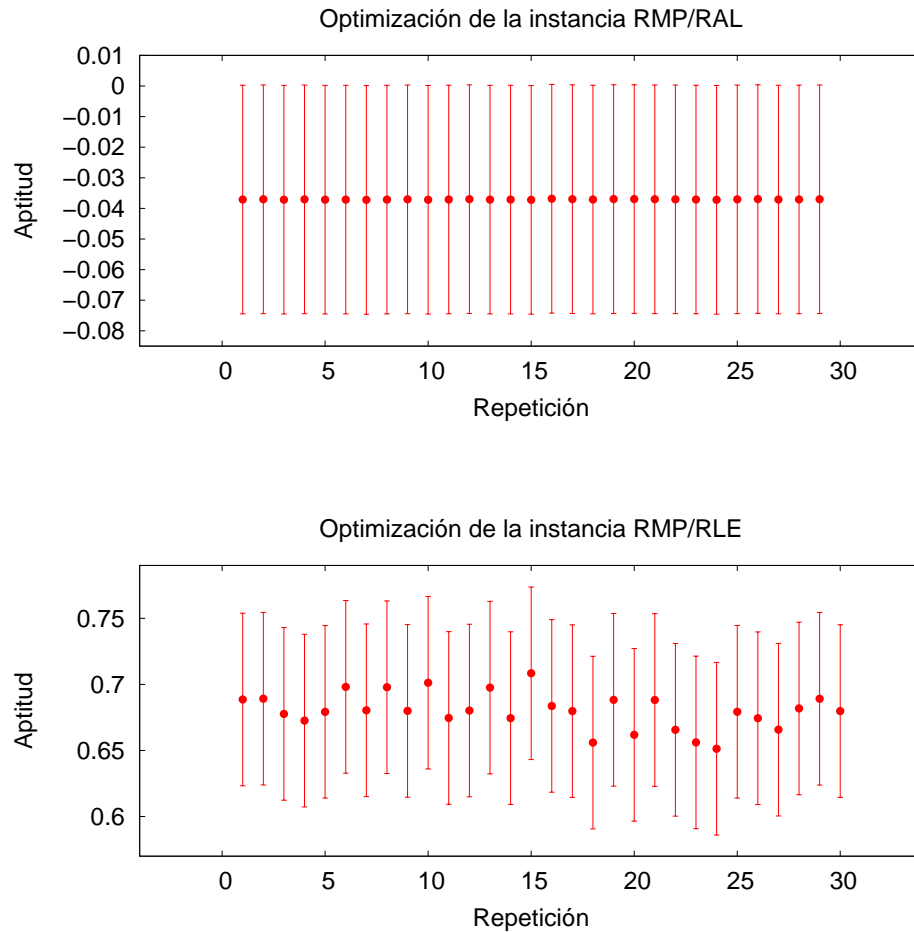 Optimización de la instancia RMP/RAL
0.01
0
−0.01
−0.02
−0.03
−0.04
−0.05
−0.06
−0.07
−0.08
Aptitud
0 5 10 15 20 25 30
Repetición
Optimización de la instancia RMP/RLE
0.75
0.7
0.65
0.6
Aptitud
0 5 10 15 20 25 30
Repetición